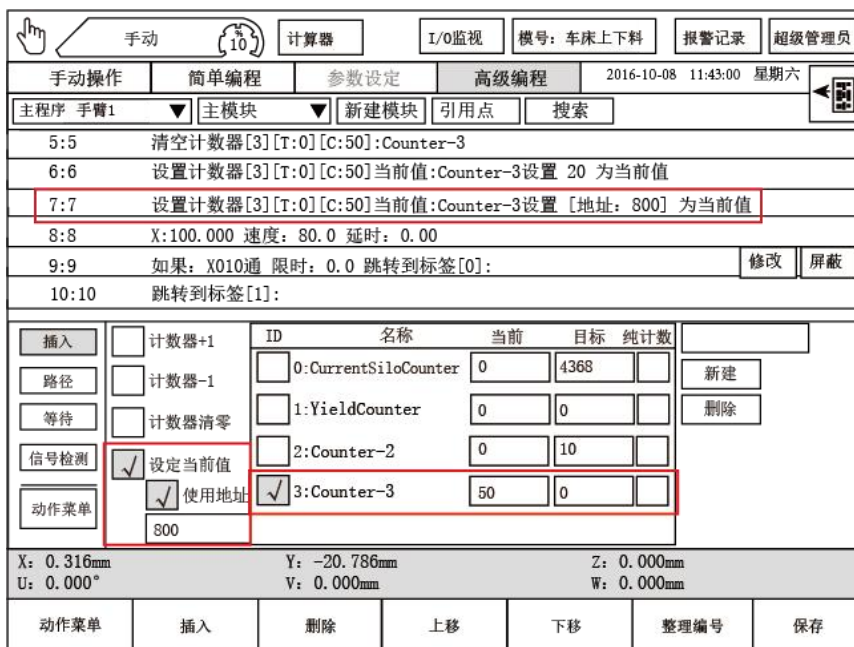 手动 % 10 计算器 I/O监视 模号：车床上下料 报警记录 超级管理员
手动操作 简单编程 参数设定 高级编程 2016-10-08 11:43:00 星期六
主程序 手臂1 ▼ 主模块 ▼ 新建模块 引用点 搜索
5:5 清空计数器[3][T:0][C:50]:Counter-3
6:6 设置计数器[3][T:0][C:50]当前值:Counter-3设置 20 为当前值
7:7 设置计数器[3][T:0][C:50]当前值:Counter-3设置 [地址：800] 为当前值
8:8 X:100.000 速度：80.0 延时：0.00
9:9 如果：X010通 限时：0.0 跳转到标签[0]: 修改 屏蔽
10:10 跳转到标签[1]:
插入 计数器+1 ID 名称 当前 目标 纯计数
0:CurrentSiloCounter 0 4368
路径 计数器-1 新建
等待 计数器清零 1:YieldCounter 0 0 删除
信号检测 √ 设定当前值 2:Counter-2 0 10
√ 使用地址 √ 3:Counter-3 50 0
动作菜单
800
X: 0.316mm Y: -20.786mm Z: 0.000mm
U: 0.000° V: 0.000mm W: 0.000mm
动作菜单 插入 删除 上移 下移 整理编号 保存